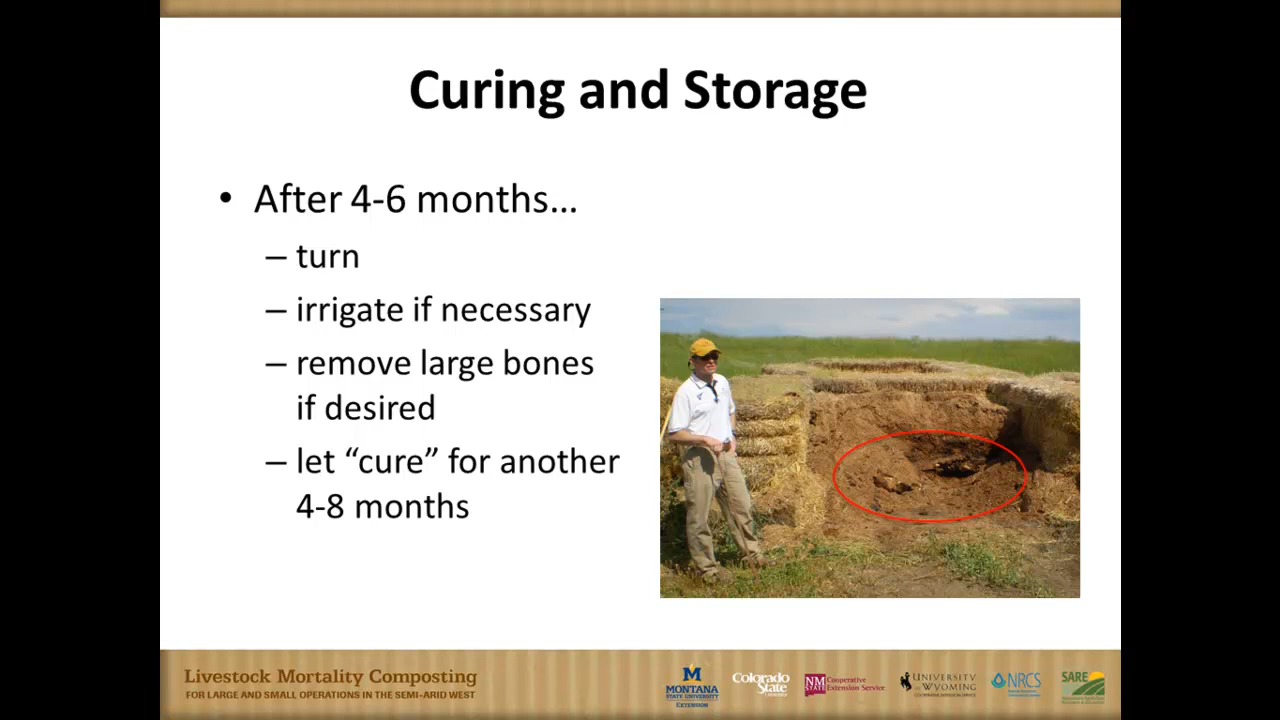 Curing and Storage
• After 4-6 months…
– turn
– irrigate if necessary
– remove large bones
if desired
– let “cure” for another
4-8 months
Livestock Mortality Composting
FOR LARGE AND SMALL OPERATIONS IN THE SEMI-ARID WEST
M
MONTANA
STATE UNIVERSITY
EXTENSION
Colorado
State
NM
STATE
Cooperative
Extension Service
UNIVERSITY
OF WYOMING
COOPERATIVE EXTENSION SERVICE
NRCS
SARE